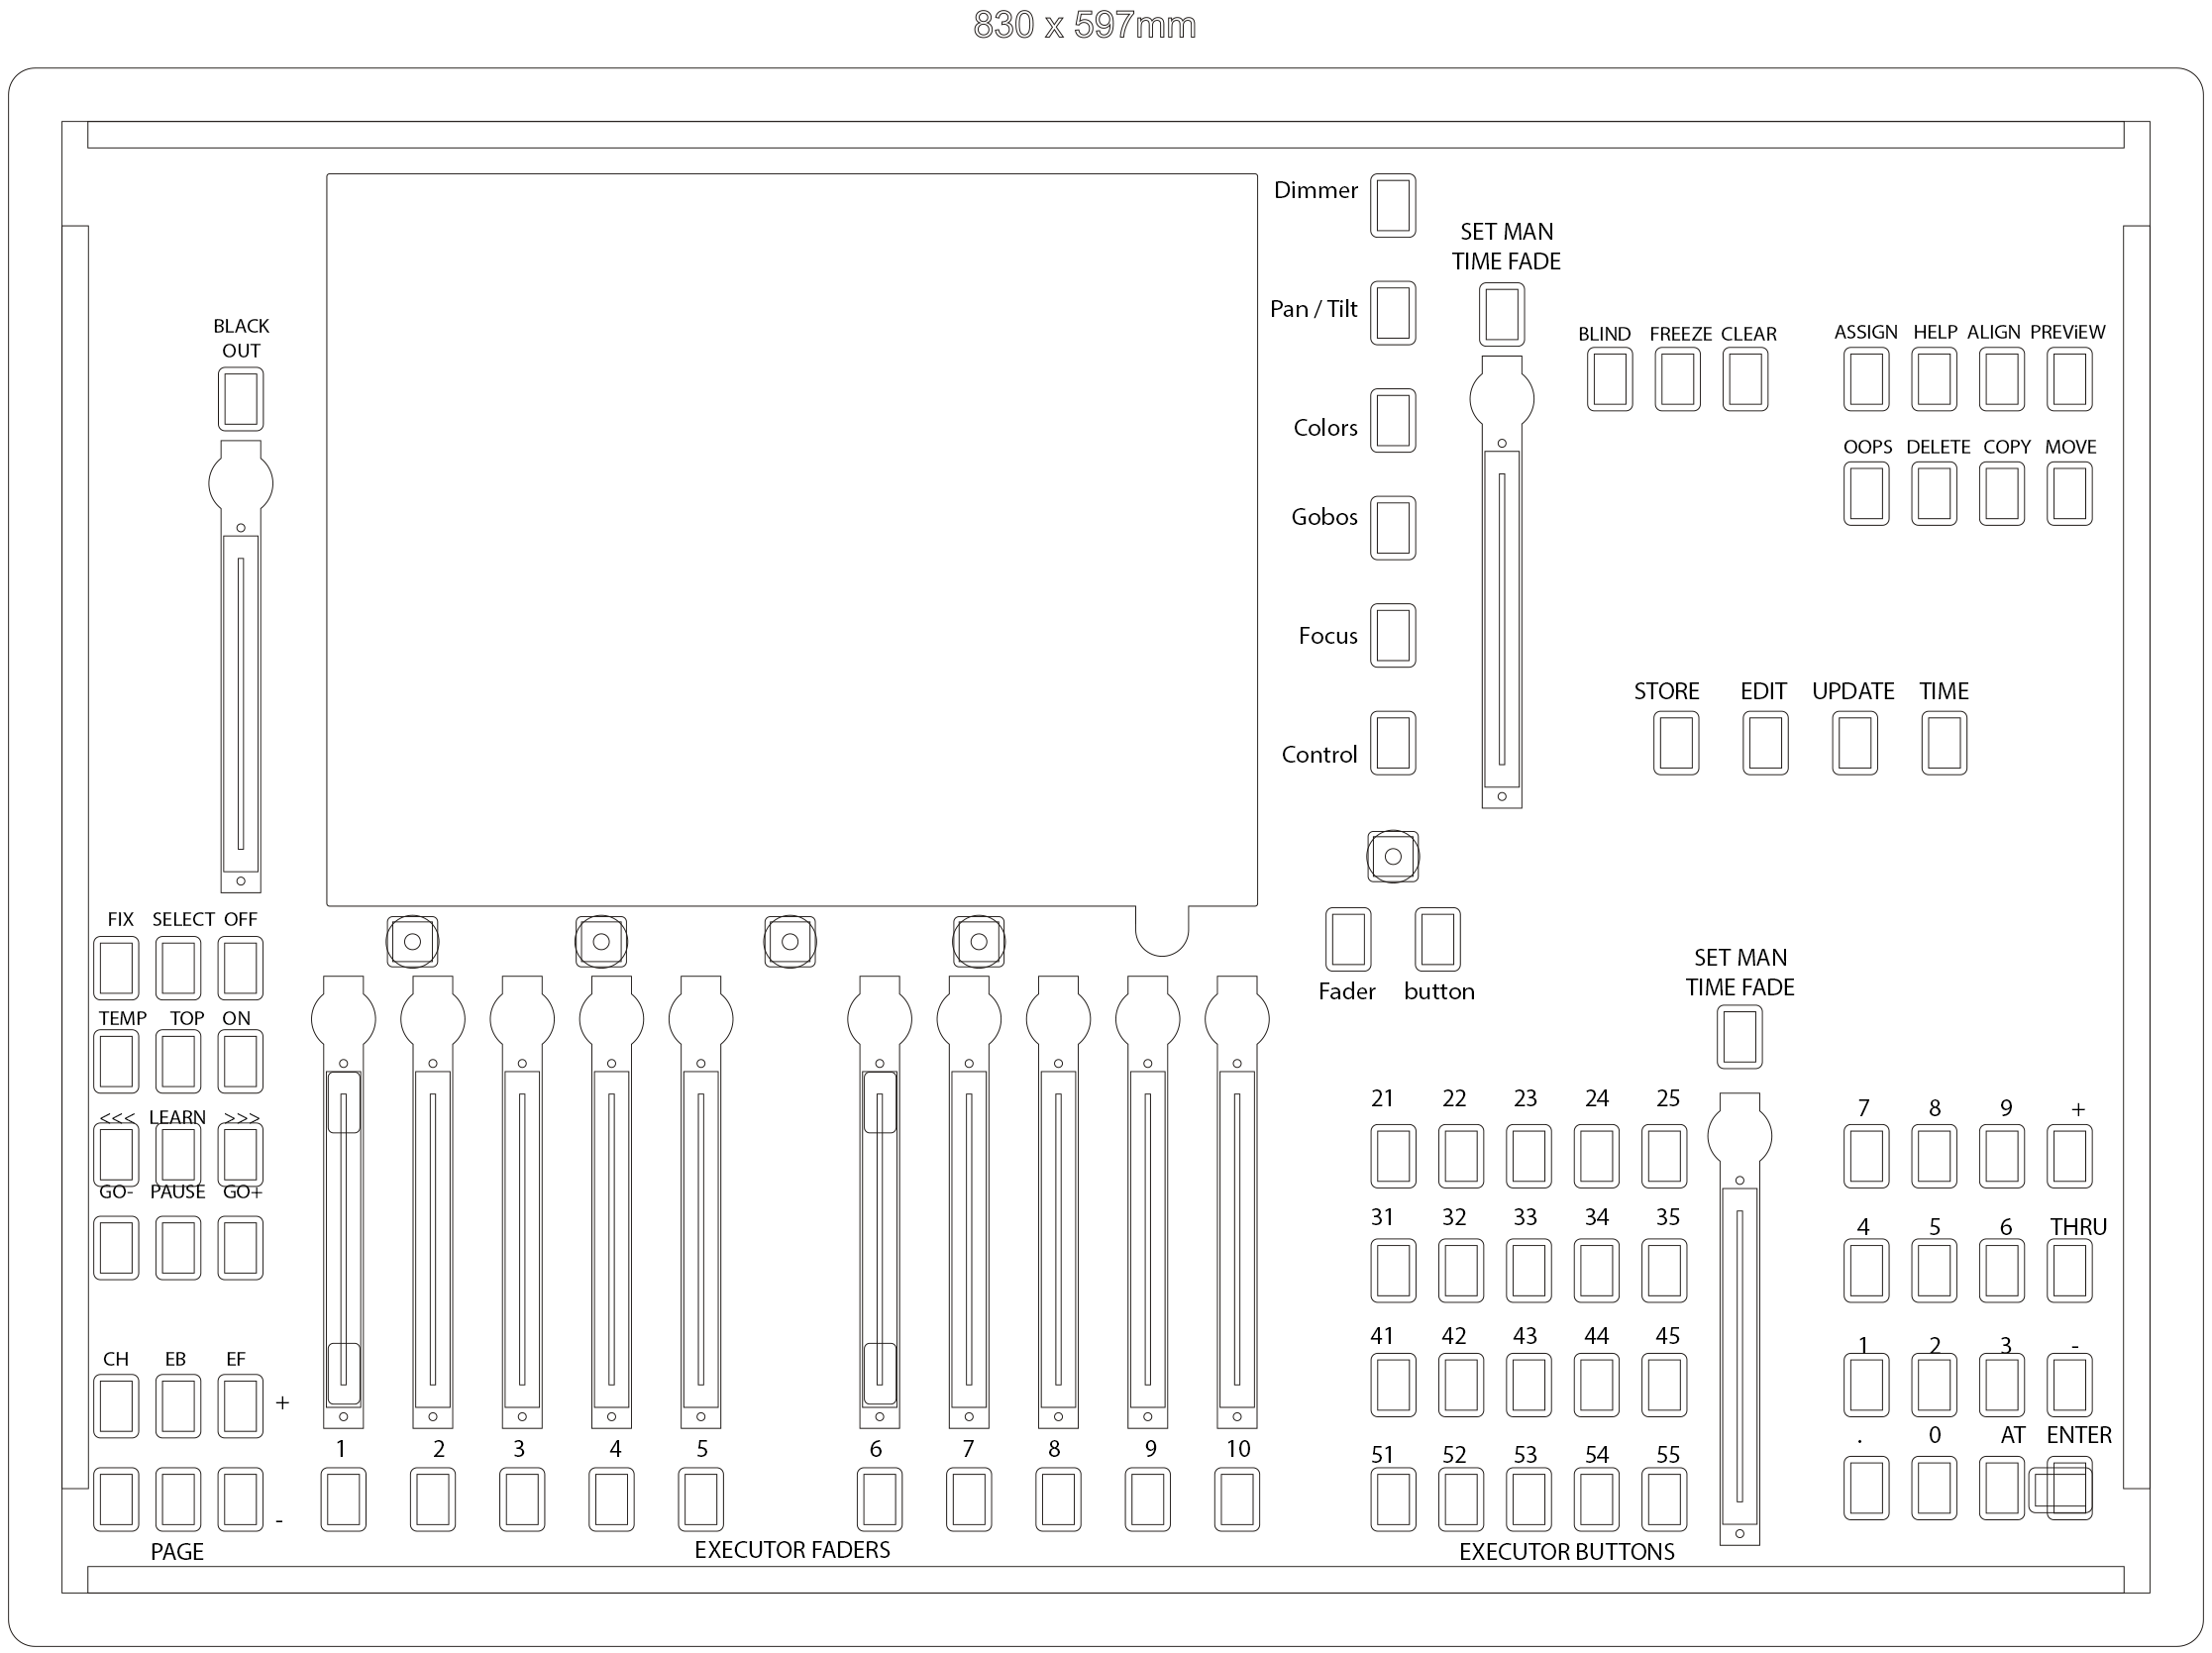 830 x 597mm
Dimmer
SET MAN
TIME FADE
Pan / Tilt
BLACK
OUT
BLIND FREEZE CLEAR
ASSIGN HELP ALIGN PREViEW
Colors
OOPS DELETE COPY MOVE
Gobos
Focus
STORE EDIT UPDATE TIME
Control
FIX SELECT OFF
Fader button
SET MAN
TIME FADE
TEMP TOP ON
<<< LEARN >>>
GO- PAUSE GO+
21 22 23 24 25
7 8 9 +
31 32 33 34 35
4 5 6 THRU
41 42 43 44 45
1 2 3 -
CH EB EF
+
. 0 AT ENTER
1 2 3 4 5 6 7 8 9 10
51 52 53 54 55
-
PAGE
EXECUTOR FADERS
EXECUTOR BUTTONS